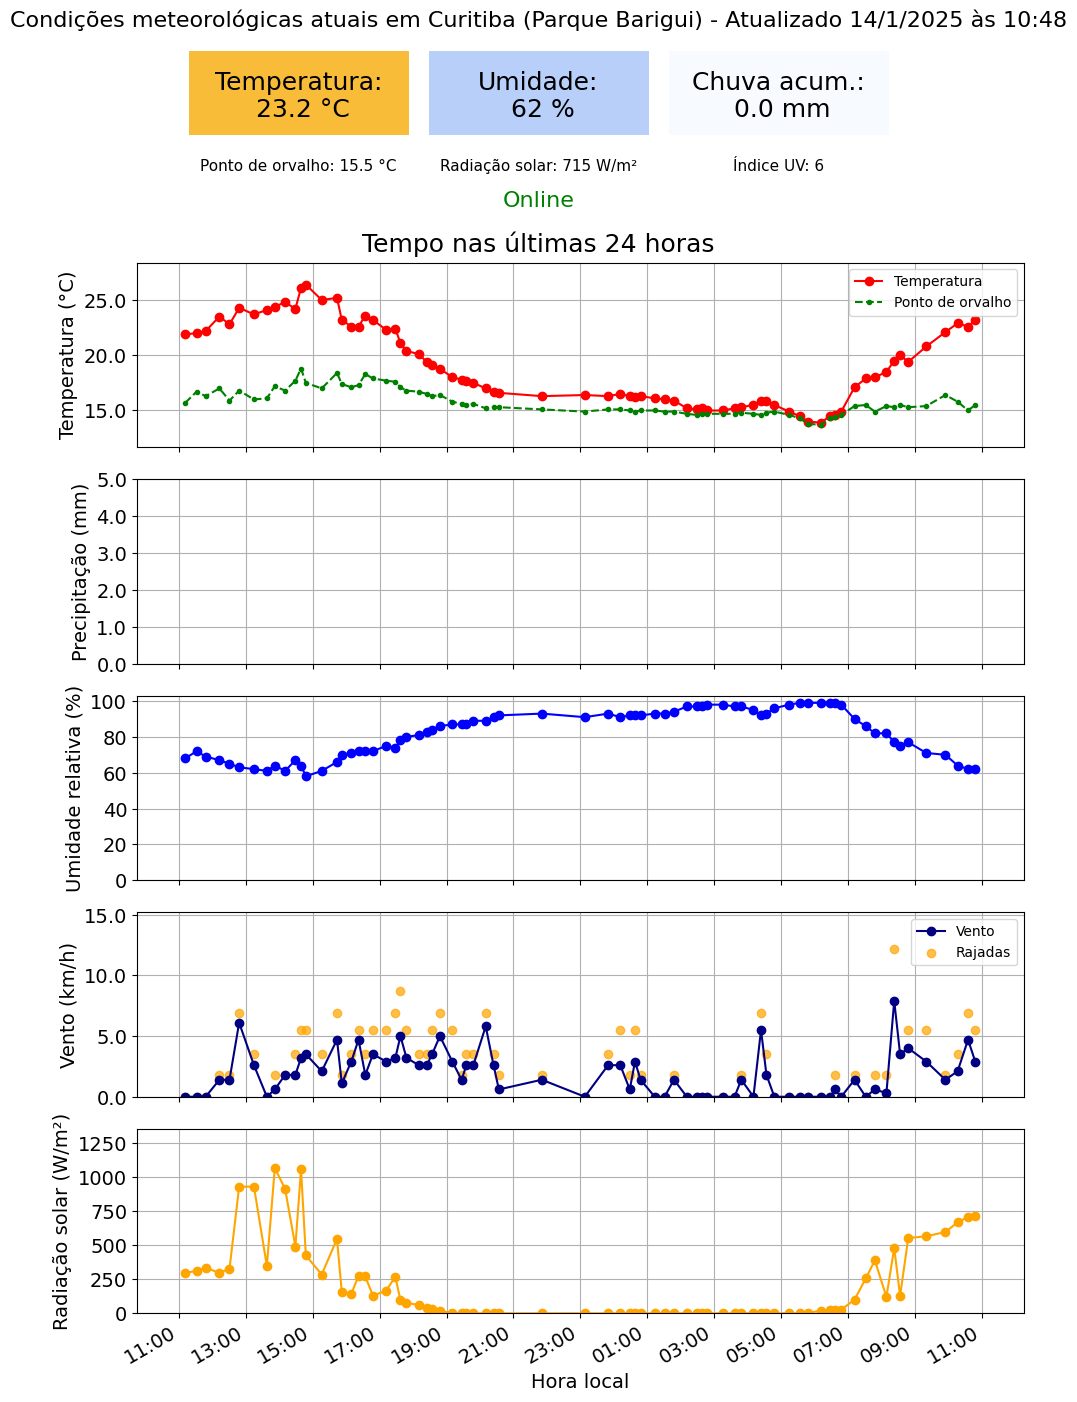 Condições meteorológicas atuais em Curitiba (Parque Barigui) - Atualizado 14/1/2025 às 10:48
Temperatura:
23.2 °C
Umidade:
62 %
Chuva acum.:
0.0 mm
Ponto de orvalho: 15.5 °C
Radiação solar: 715 W/m²
Índice UV: 6
Online
Tempo nas últimas 24 horas
Temperatura (°C)
25.0
20.0
15.0
Temperatura
Ponto de orvalho
Precipitação (mm)
5.0
4.0
3.0
2.0
1.0
0.0
Umidade relativa (%)
100
80
60
40
20
0
Vento (km/h)
15.0
10.0
5.0
0.0
Vento
Rajadas
Radiação solar (W/m²)
1250
1000
750
500
250
0
11:00
13:00
15:00
17:00
19:00
21:00
23:00
01:00
03:00
05:00
07:00
09:00
11:00
Hora local